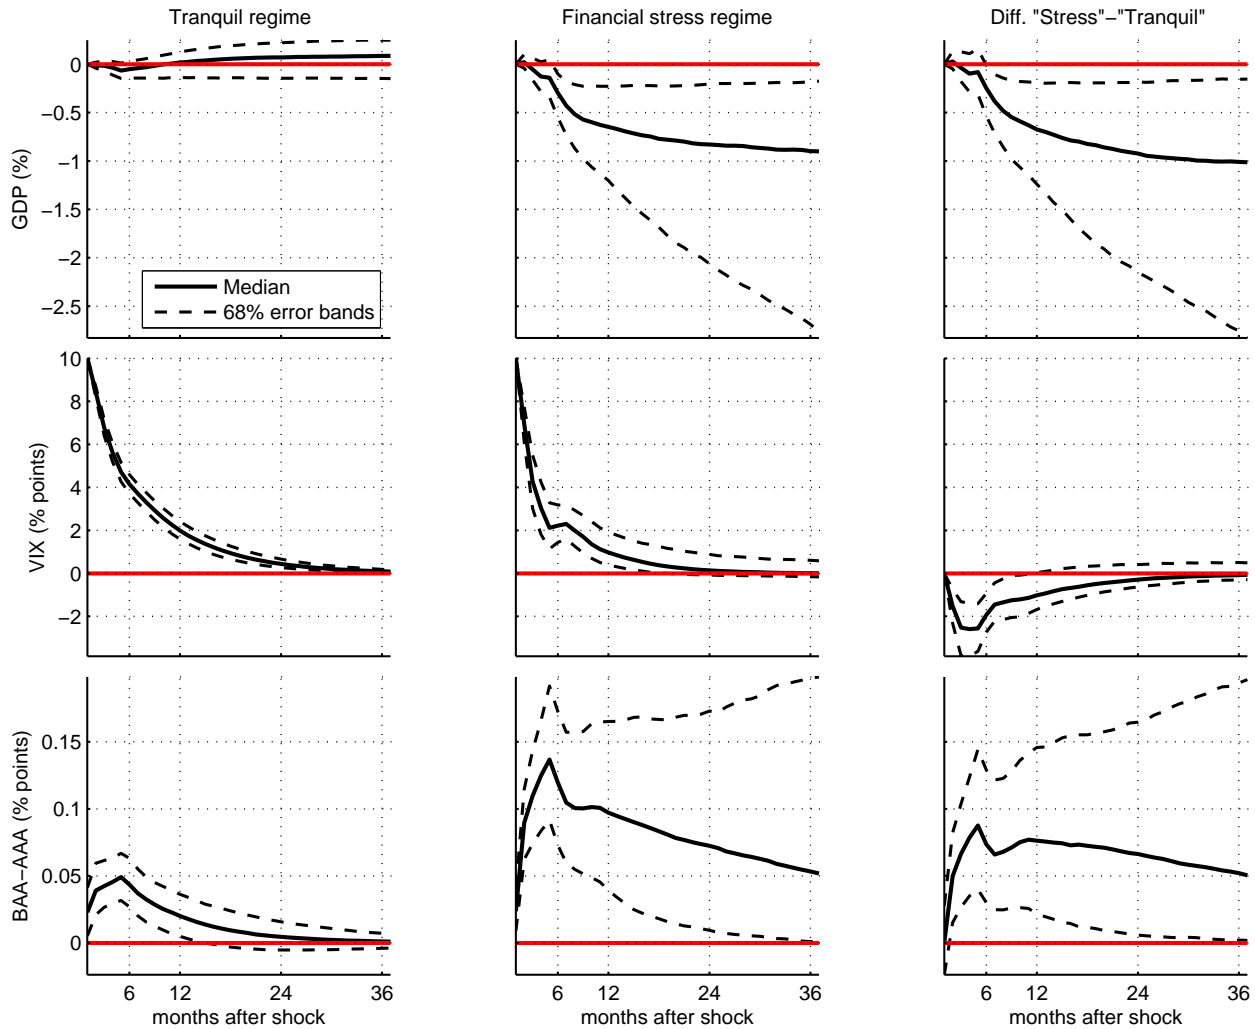 Tranquil regime
Financial stress regime
Diff. "Stress"−"Tranquil"
GDP (%)
0
−0.5
−1
−1.5
−2
−2.5
Median
68% error bands
VIX (% points)
10
8
6
4
2
0
−2
BAA−AAA (% points)
0.15
0.1
0.05
0
6 12 24 36
6 12 24 36
6 12 24 36
months after shock
months after shock
months after shock